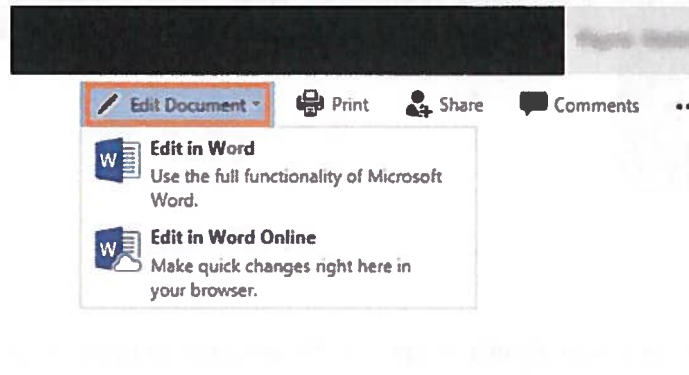 Edit Document Print Share Comments
Edit in Word
Use the full functionality of Microsoft
Word.
Edit in Word Online
Make quick changes right here in
your browser.